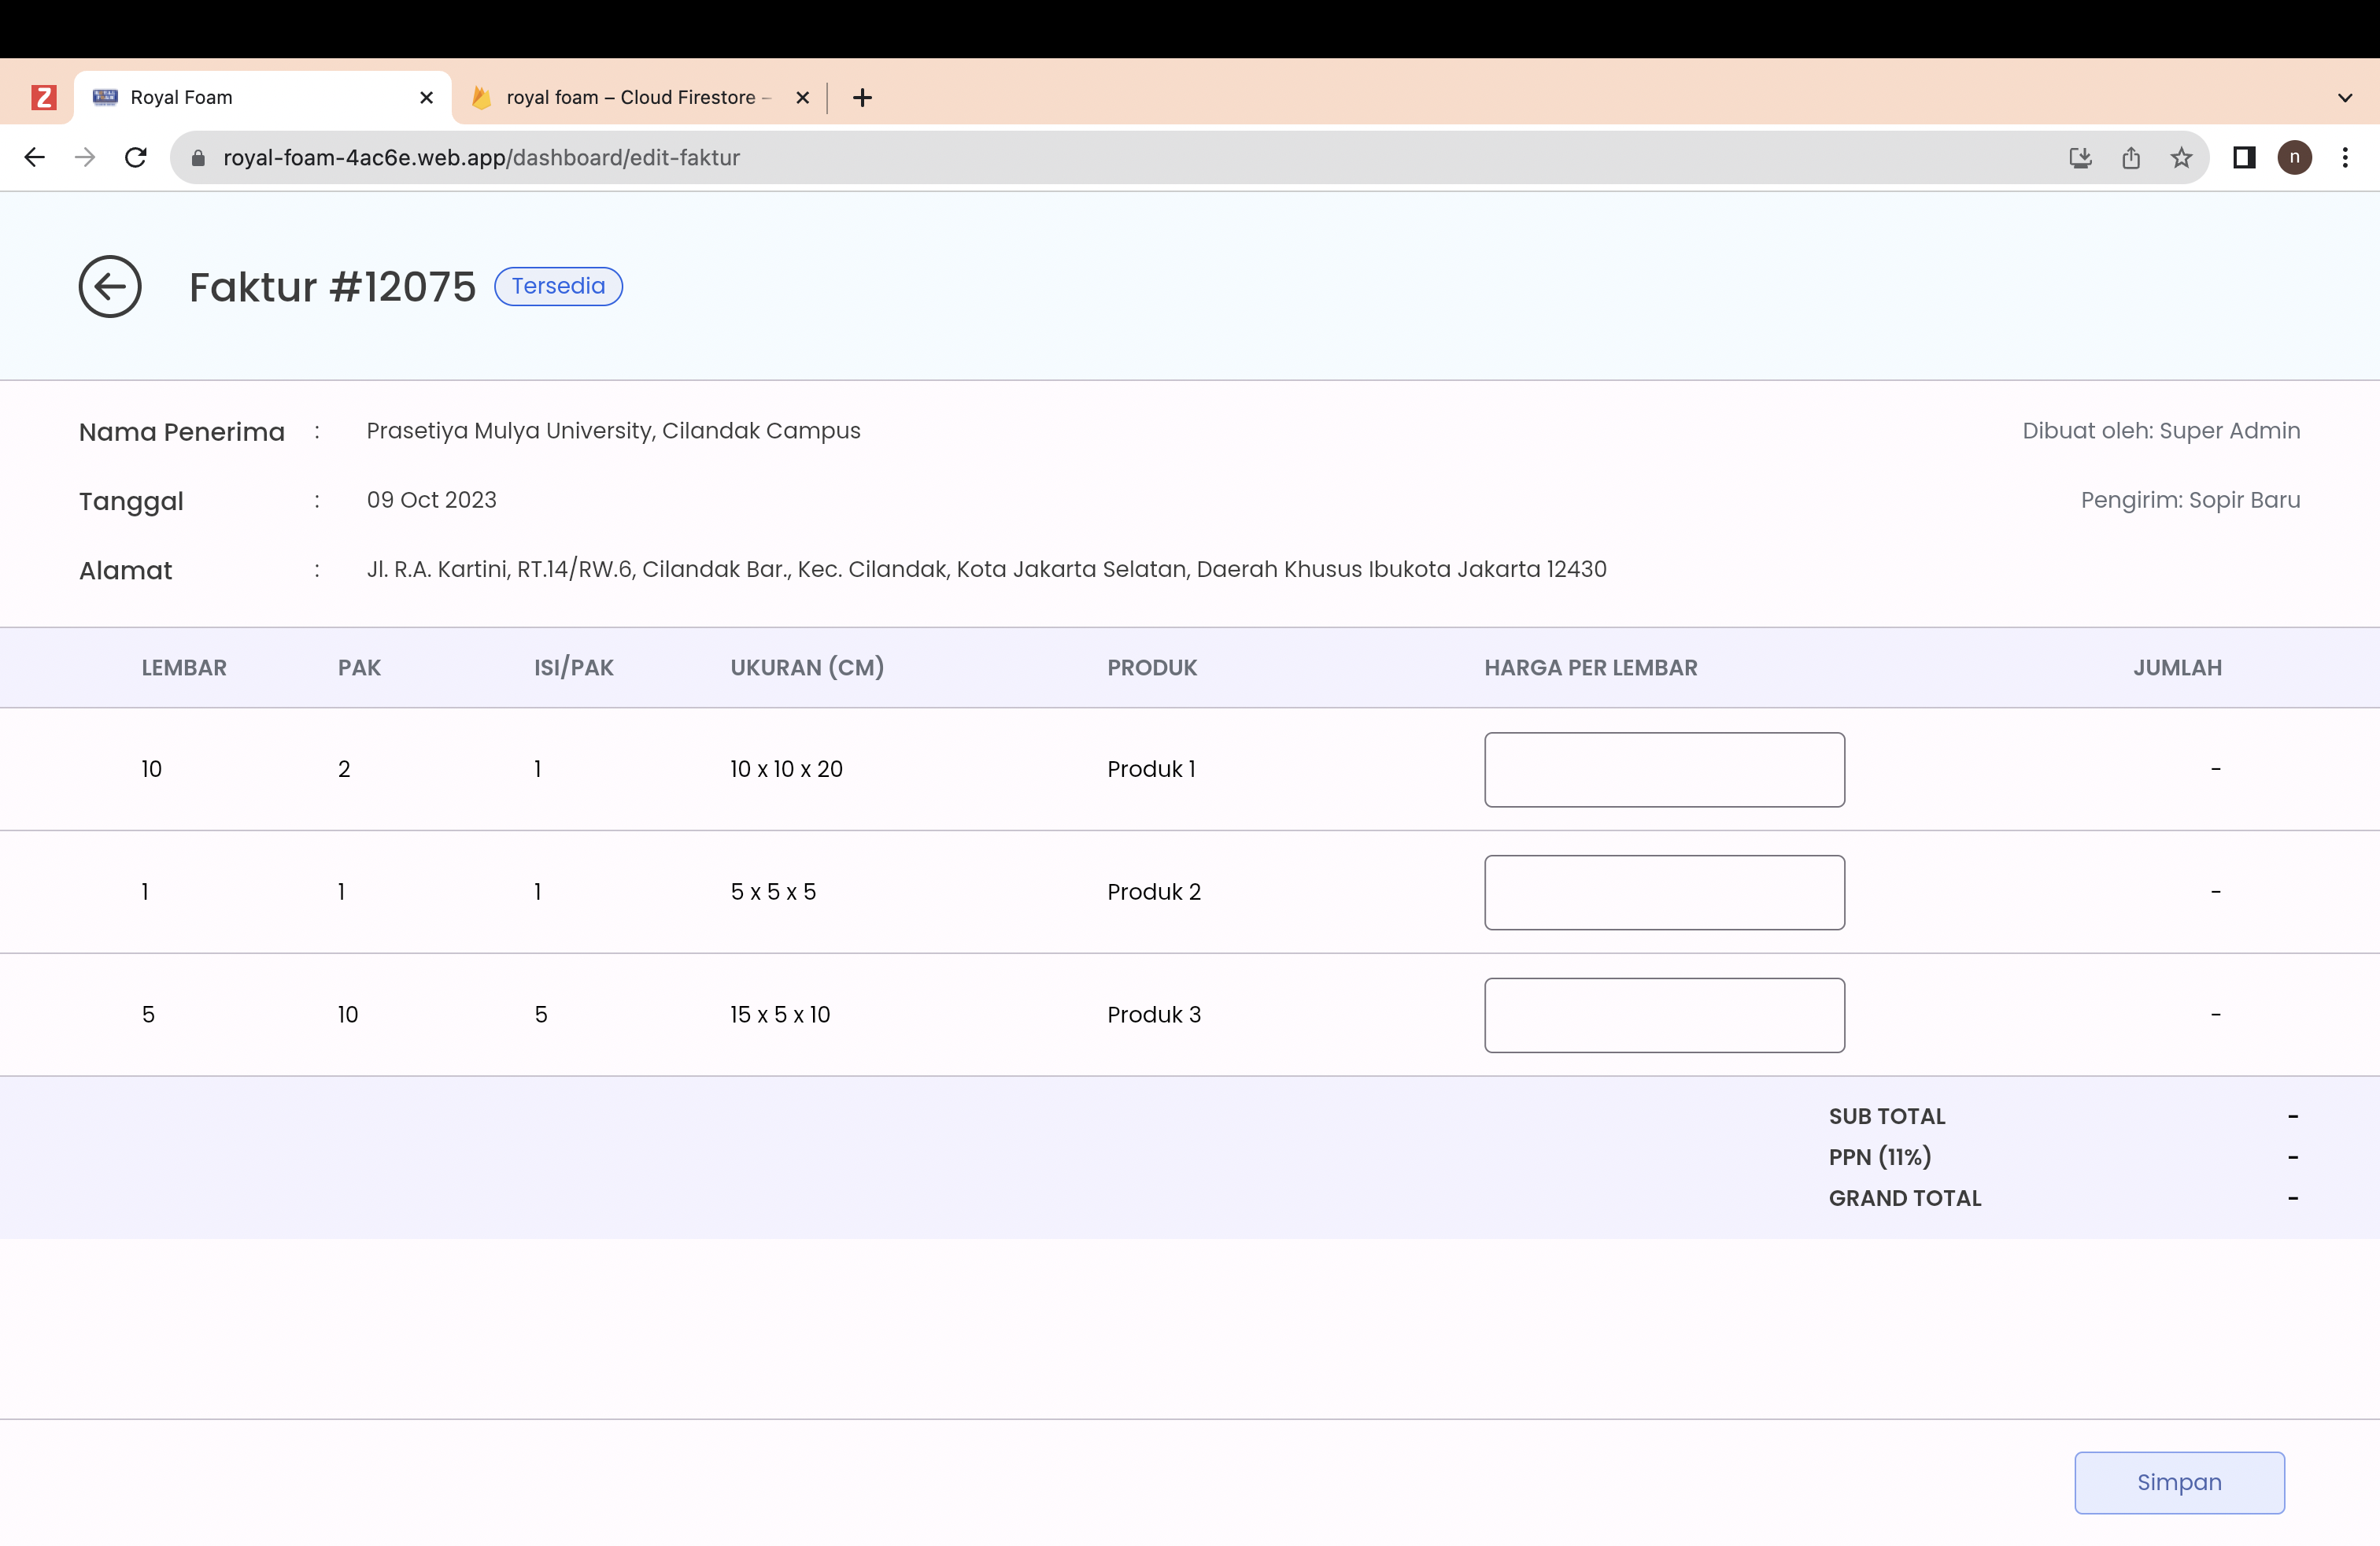 Z Royal Foam royal foam – Cloud Firestore –
royal-foam-4ac6e.web.app/dashboard/edit-faktur n
Faktur #12075 Tersedia
Nama Penerima : Prasetiya Mulya University, Cilandak Campus Dibuat oleh: Super Admin
Tanggal : 09 Oct 2023 Pengirim: Sopir Baru
Alamat : Jl. R.A. Kartini, RT.14/RW.6, Cilandak Bar., Kec. Cilandak, Kota Jakarta Selatan, Daerah Khusus Ibukota Jakarta 12430
LEMBAR PAK ISI/PAK UKURAN (CM) PRODUK HARGA PER LEMBAR JUMLAH
10 2 1 10 x 10 x 20 Produk 1 -
1 1 1 5 x 5 x 5 Produk 2 -
5 10 5 15 x 5 x 10 Produk 3 -
SUB TOTAL -
PPN (11%) -
GRAND TOTAL -
Simpan